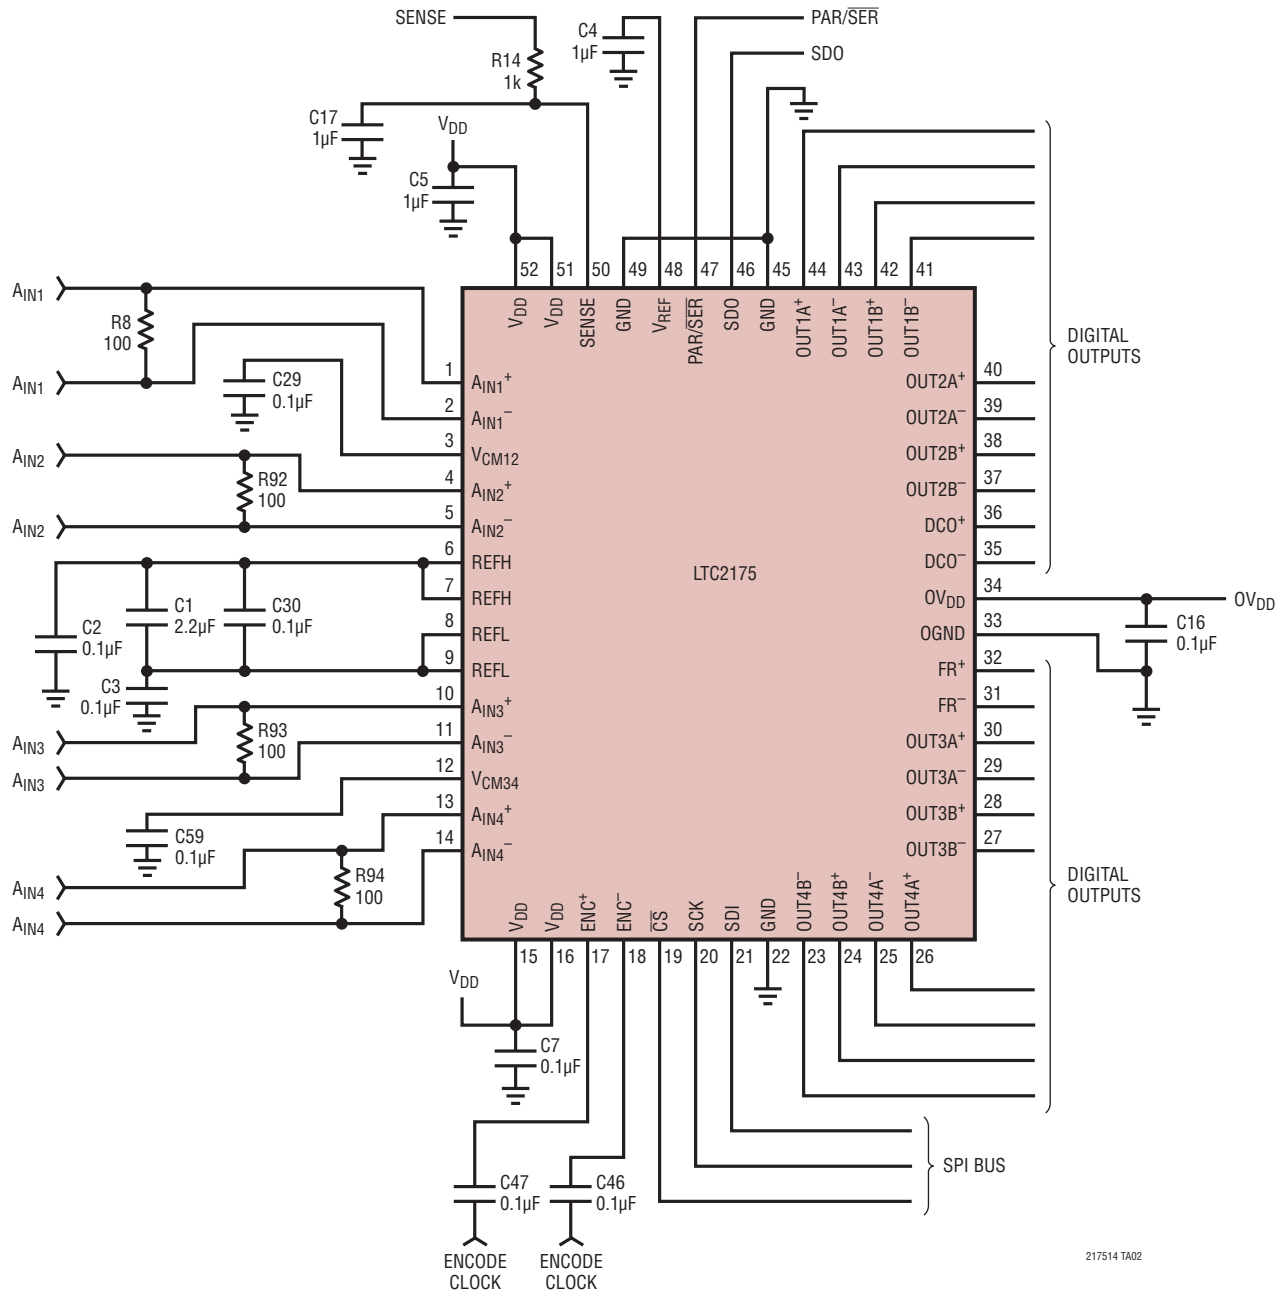 SENSE
R14
1k
C4
1µF
PAR/SER
SDO
C17
1µF
VDD
C5
1µF
52
51
50
49
48
47
46
45
44
43
42
41
VDD
VDD
SENSE
GND
VREF
PAR/SER
SDO
GND
OUT1A+
OUT1A–
OUT1B+
OUT1B–
DIGITAL
OUTPUTS
AIN1
R8
100
AIN1
C29
0.1µF
AIN2
R92
100
AIN2
C2
0.1µF
C1
2.2µF
C30
0.1µF
C3
0.1µF
AIN3
R93
100
AIN3
C59
0.1µF
AIN4
R94
100
AIN4
1
AIN1+
2
AIN1–
3
VCM12
4
AIN2+
5
AIN2–
6
REFH
7
REFH
8
REFL
9
REFL
10
AIN3+
11
AIN3–
12
VCM34
13
AIN4+
14
AIN4–
LTC2175
OUT2A+ 40
OUT2A– 39
OUT2B+ 38
OUT2B– 37
DCO+ 36
DCO– 35
OVDD 34
OGND 33
FR+ 32
FR– 31
OUT3A+ 30
OUT3A– 29
OUT3B+ 28
OUT3B– 27
OVDD
C16
0.1µF
DIGITAL
OUTPUTS
VDD
VDD
ENC+
ENC–
CS
SCK
SDI
GND
OUT4B–
OUT4B+
OUT4A–
OUT4A+
15
16
17
18
19
20
21
22
23
24
25
26
VDD
C7
0.1µF
C47
0.1µF
C46
0.1µF
SPI BUS
ENCODE
CLOCK
ENCODE
CLOCK
217514 TA02